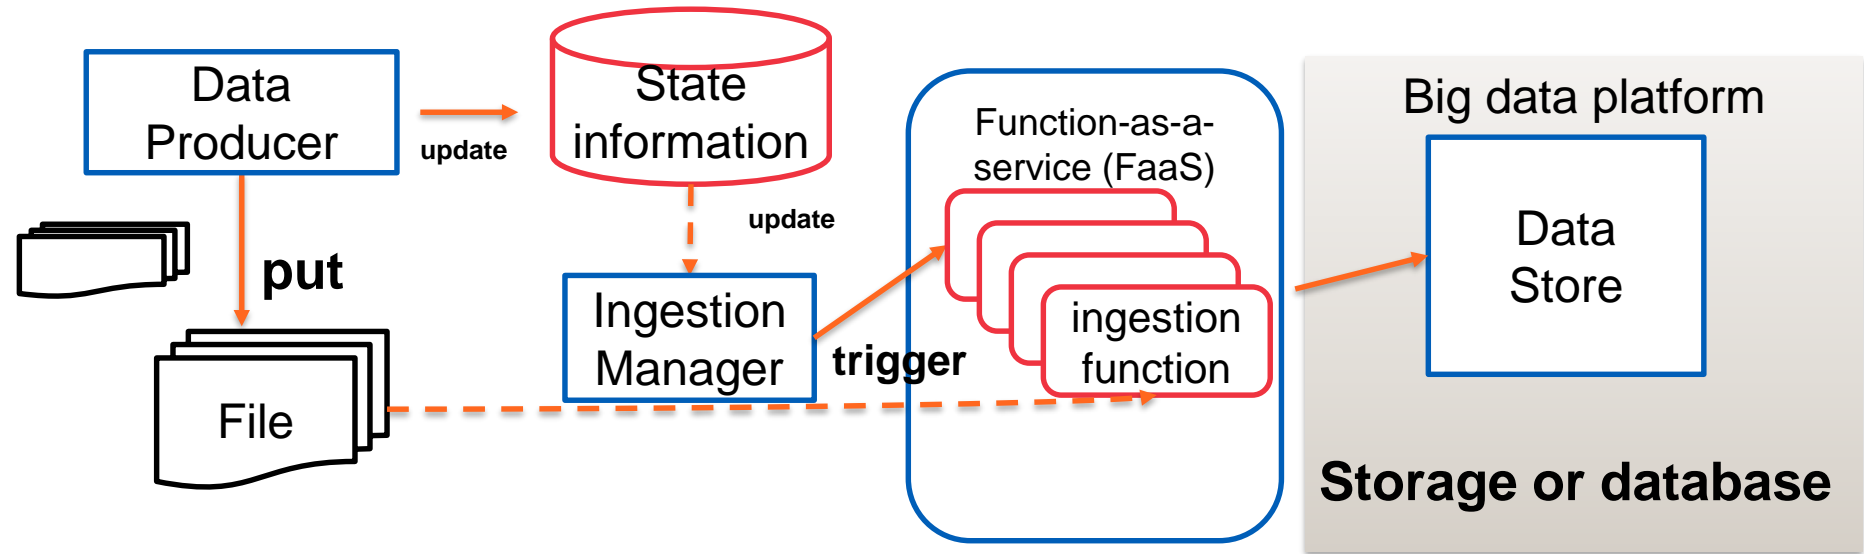 Data
Producer
update
State
information
update
put
File
Ingestion
Manager
trigger
Function-as-a-
service (FaaS)
ingestion
function
Big data platform
Data
Store
Storage or database